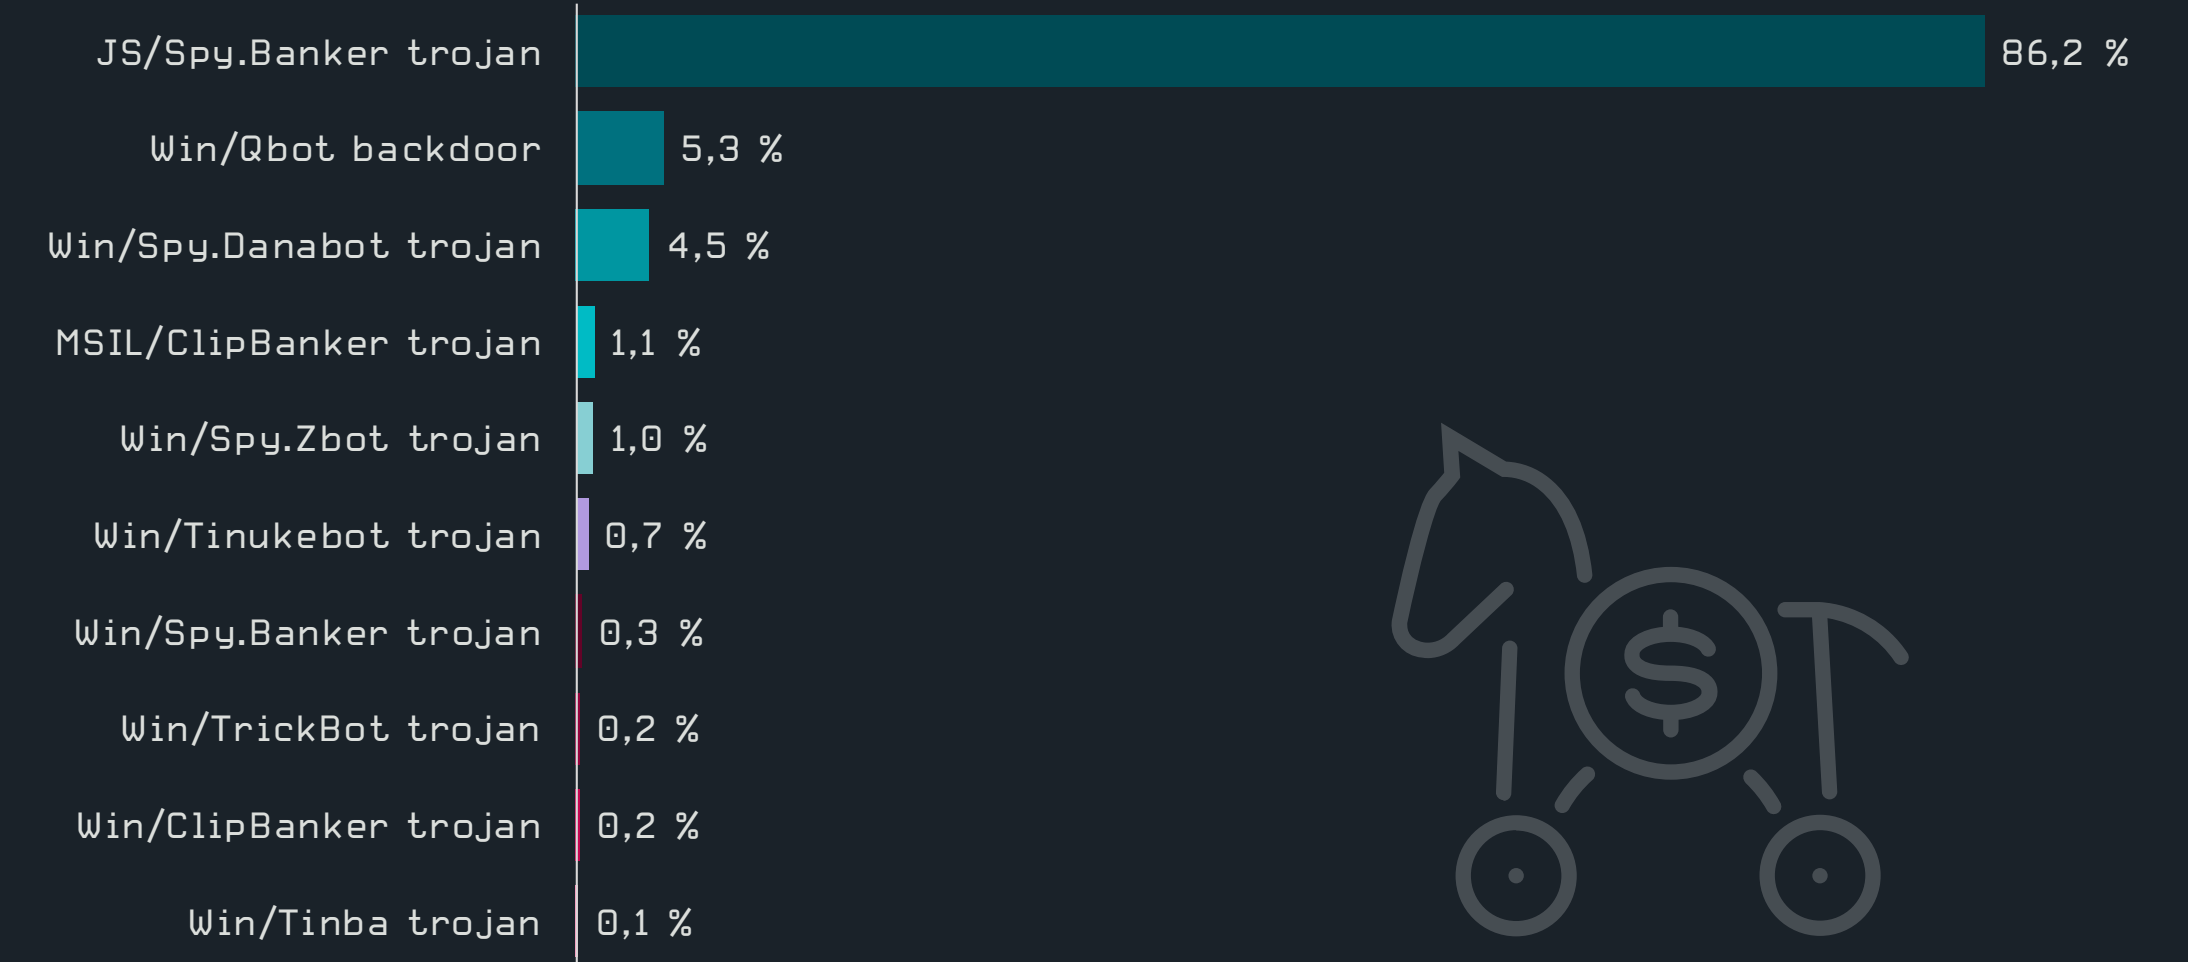 JS/Spy.Banker trojan 86,2 %
Win/Qbot backdoor 5,3 %
Win/Spy.Danabot trojan 4,5 %
MSIL/ClipBanker trojan 1,1 %
Win/Spy.Zbot trojan 1,0 %
Win/Tinukebot trojan 0,7 %
Win/Spy.Banker trojan 0,3 %
Win/TrickBot trojan 0,2 %
Win/ClipBanker trojan 0,2 %
Win/Tinba trojan 0,1 %
$